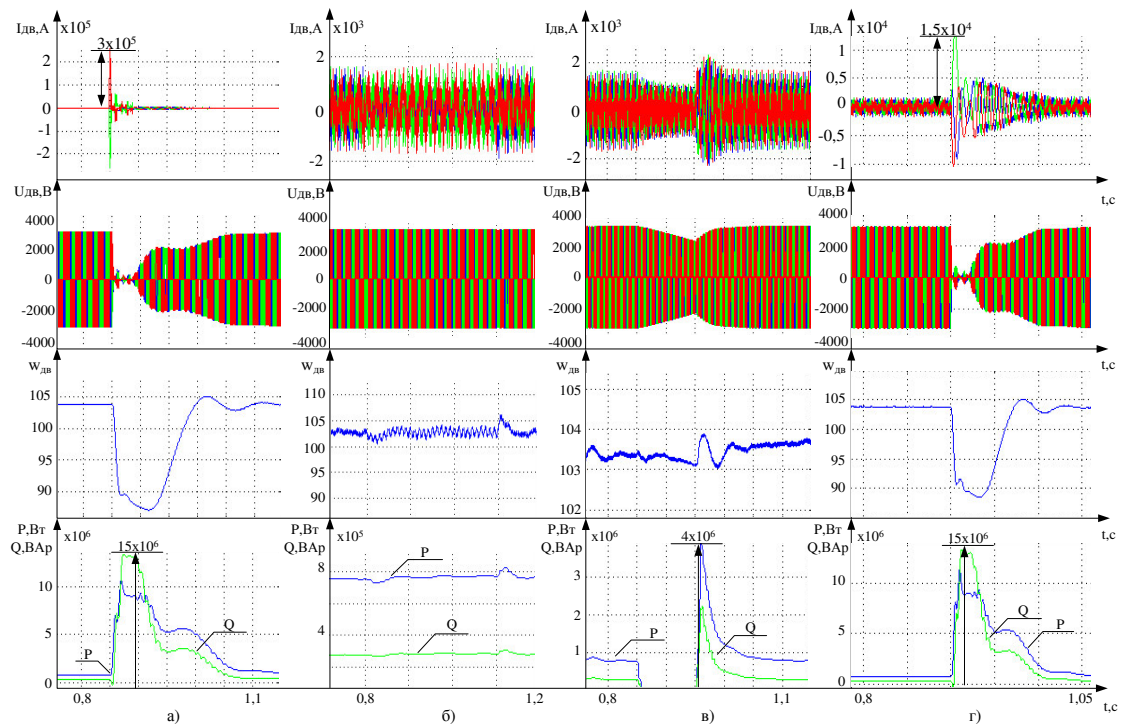 Iдв,А x10⁵ Iдв,А x10³ Iдв,А x10³ Iдв,А x10⁴
3x10⁵ 1,5x10⁴
2 2 2 1
1 0,5
0 0 0 0
-1 -0,5
-2 -2 -2 -1
Uдв,В Uдв,В Uдв,В Uдв,В t,c
4000 4000 4000 4000
2000 2000 2000 2000
0 0 0 0
-2000 -2000 -2000 -2000
-4000 -4000 -4000 -4000
wдв wдв wдв wдв t,c
105 110 105 105
100 105 104 100
95 100 103 95
90 95 102 90
90
P,Вт x10⁶ P,Вт x10⁵ P,Вт x10⁶ P,Вт x10⁶ t,c
Q,ВАр 15x10⁶ Q,ВАр Q,ВАр 4x10⁶ Q,ВАр 15x10⁶
10 8 P 3 10
5 Q 4 Q 2 P Q 5 Q P
P 1
0 0
0,8 1,1 0,8 1,2 0,8 1,1 0,8 1,05 t,c
а) б) в) г)